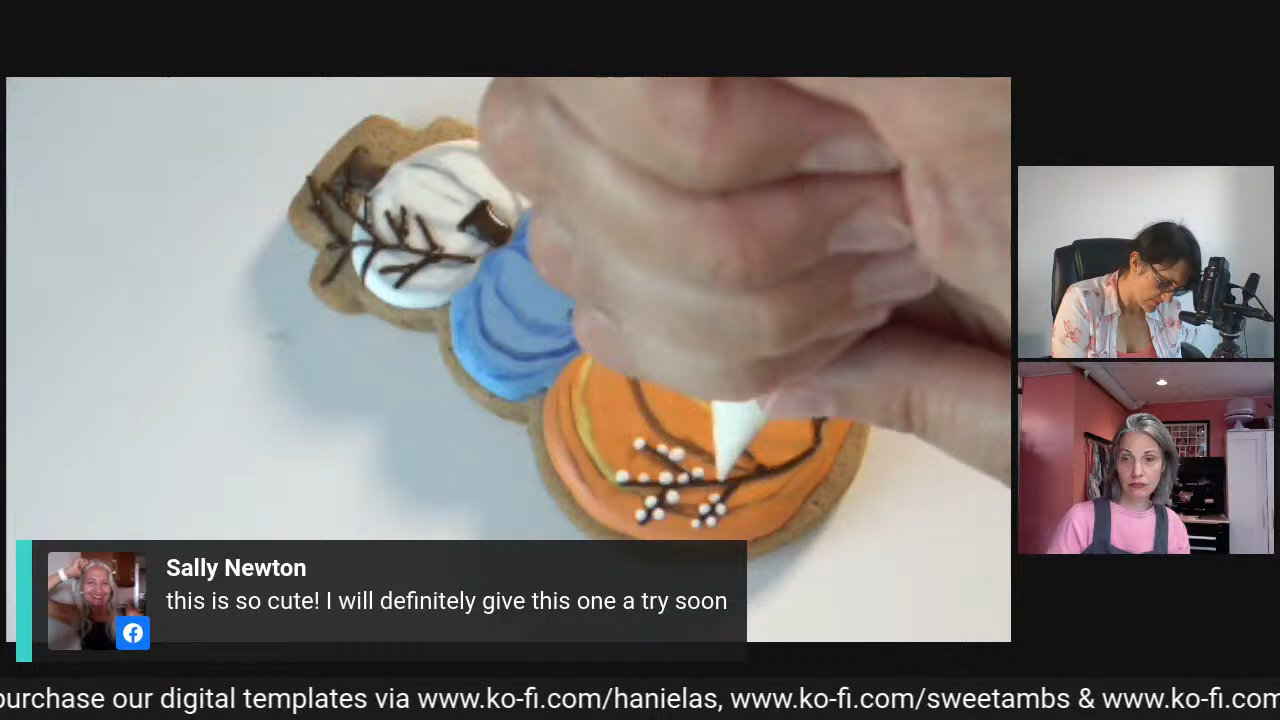 Sally Newton
this is so cute! I will definitely give this one a try soon
purchase our digital templates via www.ko-fi.com/hanielas, www.ko-fi.com/sweetambs & www.ko-fi.com